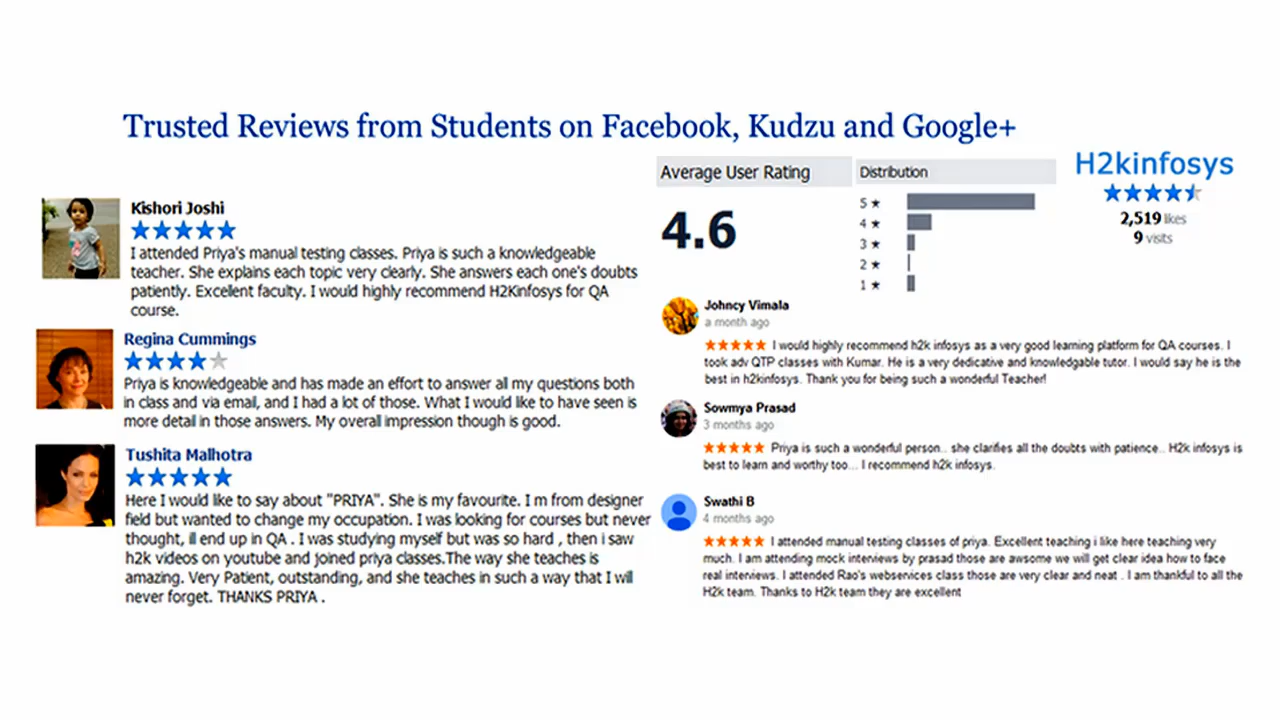 Trusted Reviews from Students on Facebook, Kudzu and Google+
Kishori Joshi
I attended Priya's manual testing classes. Priya is such a knowledgeable
teacher. She explains each topic very clearly. She answers each one's doubts
patiently. Excellent faculty. I would highly recommend H2Kinfosys for QA
course.
Regina Cummings
Priya is knowledgeable and has made an effort to answer all my questions both
in class and via email, and I had a lot of those. What I would like to have seen is
more detail in those answers. My overall impression though is good.
Tushita Malhotra
Here I would like to say about "PRIYA". She is my favourite. I m from designer
field but wanted to change my occupation. I was looking for courses but never
thought, ill end up in QA . I was studying myself but was so hard , then i saw
h2k videos on youtube and joined priya classes.The way she teaches is
amazing. Very Patient, outstanding, and she teaches in such a way that I will
never forget. THANKS PRIYA .
Average User Rating
4.6
Distribution
5 ★
4 ★
3 ★
2 ★
1 ★
H2kinfosys
2,519 likes
9 visits
Johncy Vimala
a month ago
I would highly recommend h2k infosys as a very good learning platform for QA courses. I
took adv QTP classes with Kumar. He is a very dedicative and knowledgable tutor. I would say he is the
best in h2kinfosys. Thank you for being such a wonderful Teacher!
Sowmya Prasad
3 months ago
Priya is such a wonderful person.. she clarifies all the doubts with patience.. H2k infosys is
best to learn and worthy too... I recommend h2k infosys.
Swathi B
4 months ago
I attended manual testing classes of priya. Excellent teaching i like here teaching very
much. I am attending mock interviews by prasad those are awsome we will get clear idea how to face
real interviews. I attended Rao's webservices class those are very clear and neat . I am thankful to all the
H2k team. Thanks to H2k team they are excellent